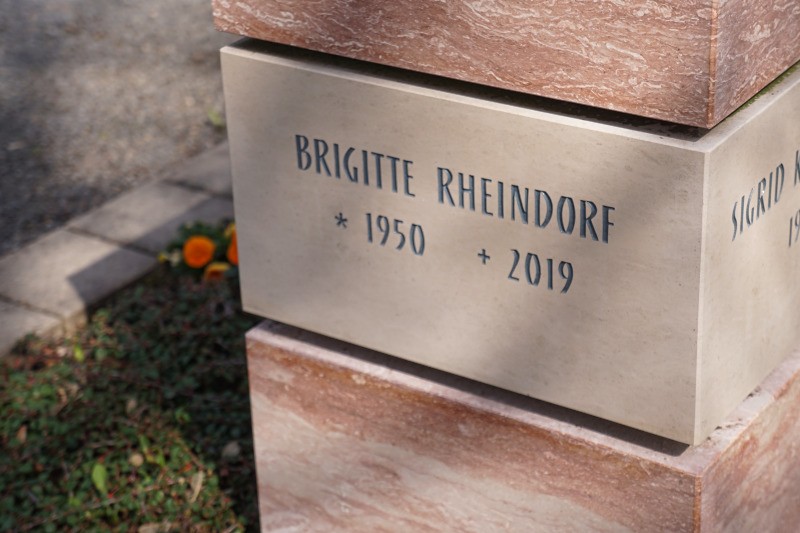 BRIGITTE RHEINDORF
* 1950 + 2019
SIGRID